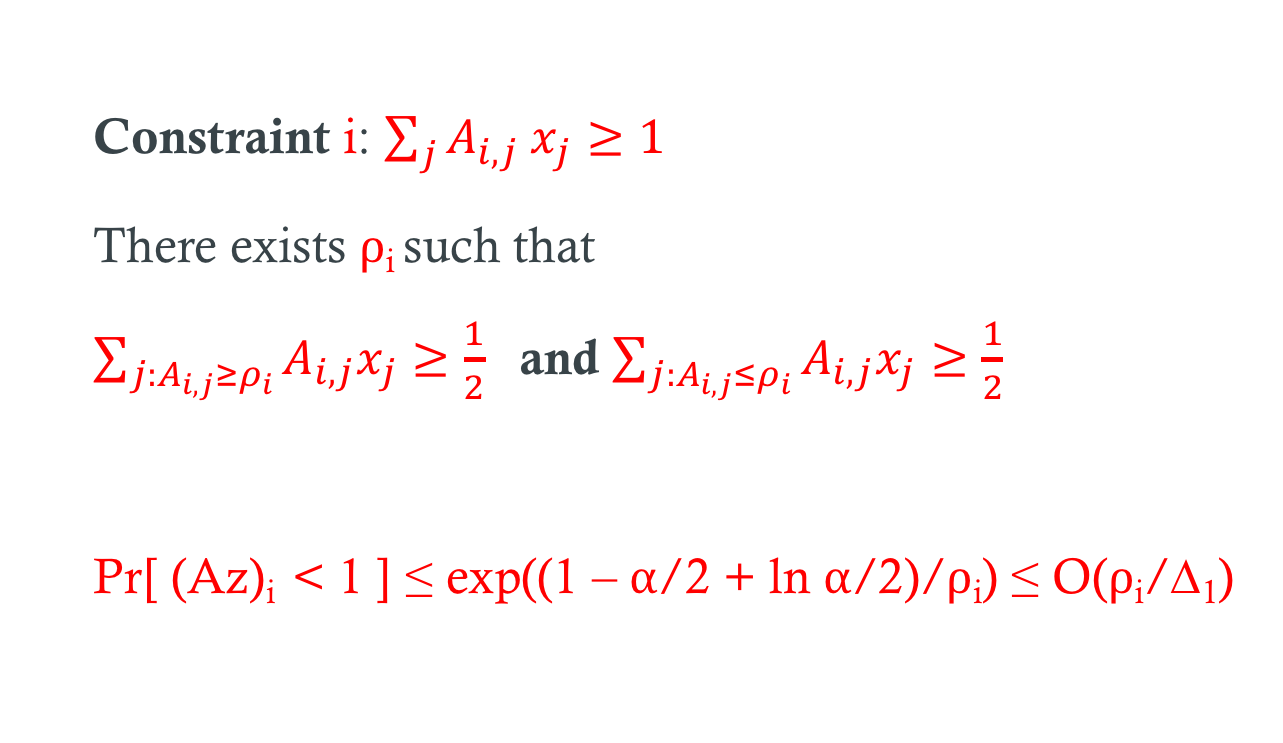 Constraint i: ∑_j A_{i,j} x_j ≥ 1
There exists ρ_i such that
∑_{j:A_{i,j}≥ρ_i} A_{i,j}x_j ≥ 1/2 and ∑_{j:A_{i,j}≤ρ_i} A_{i,j}x_j ≥ 1/2
Pr[ (Az)_i < 1 ] ≤ exp((1 – α/2 + ln α/2)/ρ_i) ≤ O(ρ_i/Δ_1)